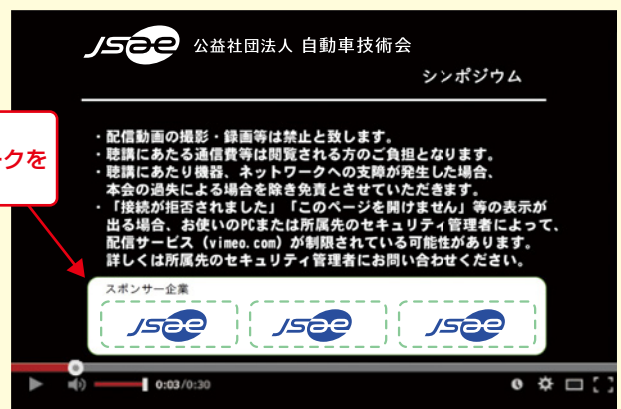 JSAE 公益社団法人 自動車技術会
シンポジウム
・配信動画の撮影・録画等は禁止と致します。
・聴講にあたる通信費等は閲覧される方のご負担となります。
・聴講にあたり機器、ネットワークへの支障が発生した場合、
本会の過失による場合を除き免責とさせていただきます。
・「接続が拒否されました」「このページを開けません」等の表示が
出る場合、お使いのPCまたは所属先のセキュリティ管理者によって、
配信サービス（vimeo.com）が制限されている可能性があります。
詳しくは所属先のセキュリティ管理者にお問い合わせください。
クを
スポンサー企業
JSAE JSAE JSAE
0:03/0:30